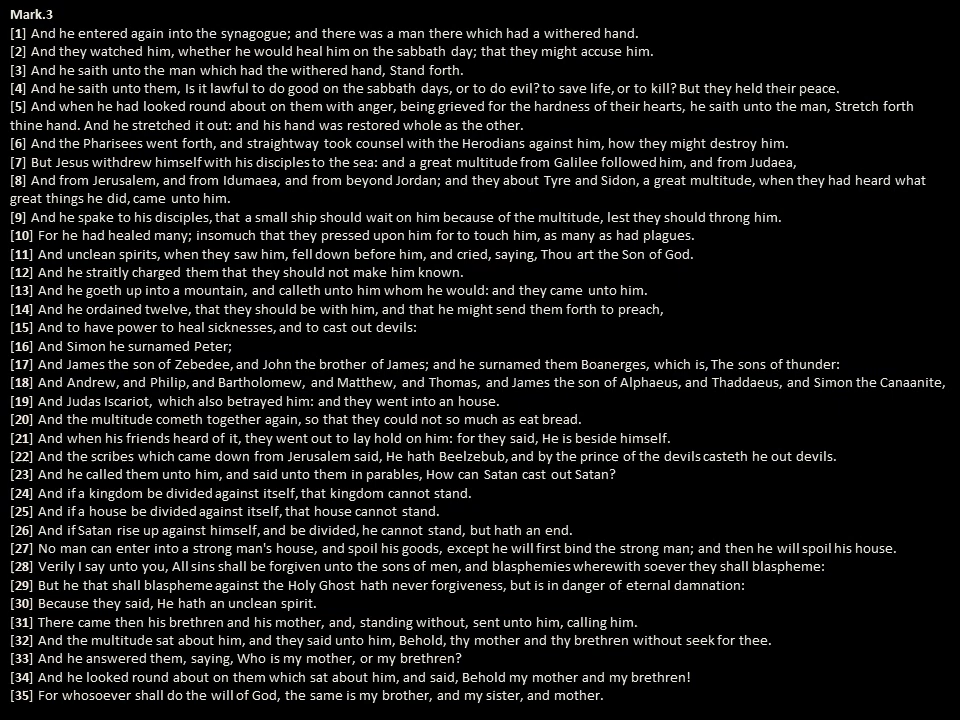 Mark.3
[1] And he entered again into the synagogue; and there was a man there which had a withered hand.
[2] And they watched him, whether he would heal him on the sabbath day; that they might accuse him.
[3] And he saith unto the man which had the withered hand, Stand forth.
[4] And he saith unto them, Is it lawful to do good on the sabbath days, or to do evil? to save life, or to kill? But they held their peace.
[5] And when he had looked round about on them with anger, being grieved for the hardness of their hearts, he saith unto the man, Stretch forth
thine hand. And he stretched it out: and his hand was restored whole as the other.
[6] And the Pharisees went forth, and straightway took counsel with the Herodians against him, how they might destroy him.
[7] But Jesus withdrew himself with his disciples to the sea: and a great multitude from Galilee followed him, and from Judaea,
[8] And from Jerusalem, and from Idumaea, and from beyond Jordan; and they about Tyre and Sidon, a great multitude, when they had heard what
great things he did, came unto him.
[9] And he spake to his disciples, that a small ship should wait on him because of the multitude, lest they should throng him.
[10] For he had healed many; insomuch that they pressed upon him for to touch him, as many as had plagues.
[11] And unclean spirits, when they saw him, fell down before him, and cried, saying, Thou art the Son of God.
[12] And he straitly charged them that they should not make him known.
[13] And he goeth up into a mountain, and calleth unto him whom he would: and they came unto him.
[14] And he ordained twelve, that they should be with him, and that he might send them forth to preach,
[15] And to have power to heal sicknesses, and to cast out devils:
[16] And Simon he surnamed Peter;
[17] And James the son of Zebedee, and John the brother of James; and he surnamed them Boanerges, which is, The sons of thunder:
[18] And Andrew, and Philip, and Bartholomew, and Matthew, and Thomas, and James the son of Alphaeus, and Thaddaeus, and Simon the Canaanite,
[19] And Judas Iscariot, which also betrayed him: and they went into an house.
[20] And the multitude cometh together again, so that they could not so much as eat bread.
[21] And when his friends heard of it, they went out to lay hold on him: for they said, He is beside himself.
[22] And the scribes which came down from Jerusalem said, He hath Beelzebub, and by the prince of the devils casteth he out devils.
[23] And he called them unto him, and said unto them in parables, How can Satan cast out Satan?
[24] And if a kingdom be divided against itself, that kingdom cannot stand.
[25] And if a house be divided against itself, that house cannot stand.
[26] And if Satan rise up against himself, and be divided, he cannot stand, but hath an end.
[27] No man can enter into a strong man's house, and spoil his goods, except he will first bind the strong man; and then he will spoil his house.
[28] Verily I say unto you, All sins shall be forgiven unto the sons of men, and blasphemies wherewith soever they shall blaspheme:
[29] But he that shall blaspheme against the Holy Ghost hath never forgiveness, but is in danger of eternal damnation:
[30] Because they said, He hath an unclean spirit.
[31] There came then his brethren and his mother, and, standing without, sent unto him, calling him.
[32] And the multitude sat about him, and they said unto him, Behold, thy mother and thy brethren without seek for thee.
[33] And he answered them, saying, Who is my mother, or my brethren?
[34] And he looked round about on them which sat about him, and said, Behold my mother and my brethren!
[35] For whosoever shall do the will of God, the same is my brother, and my sister, and mother.